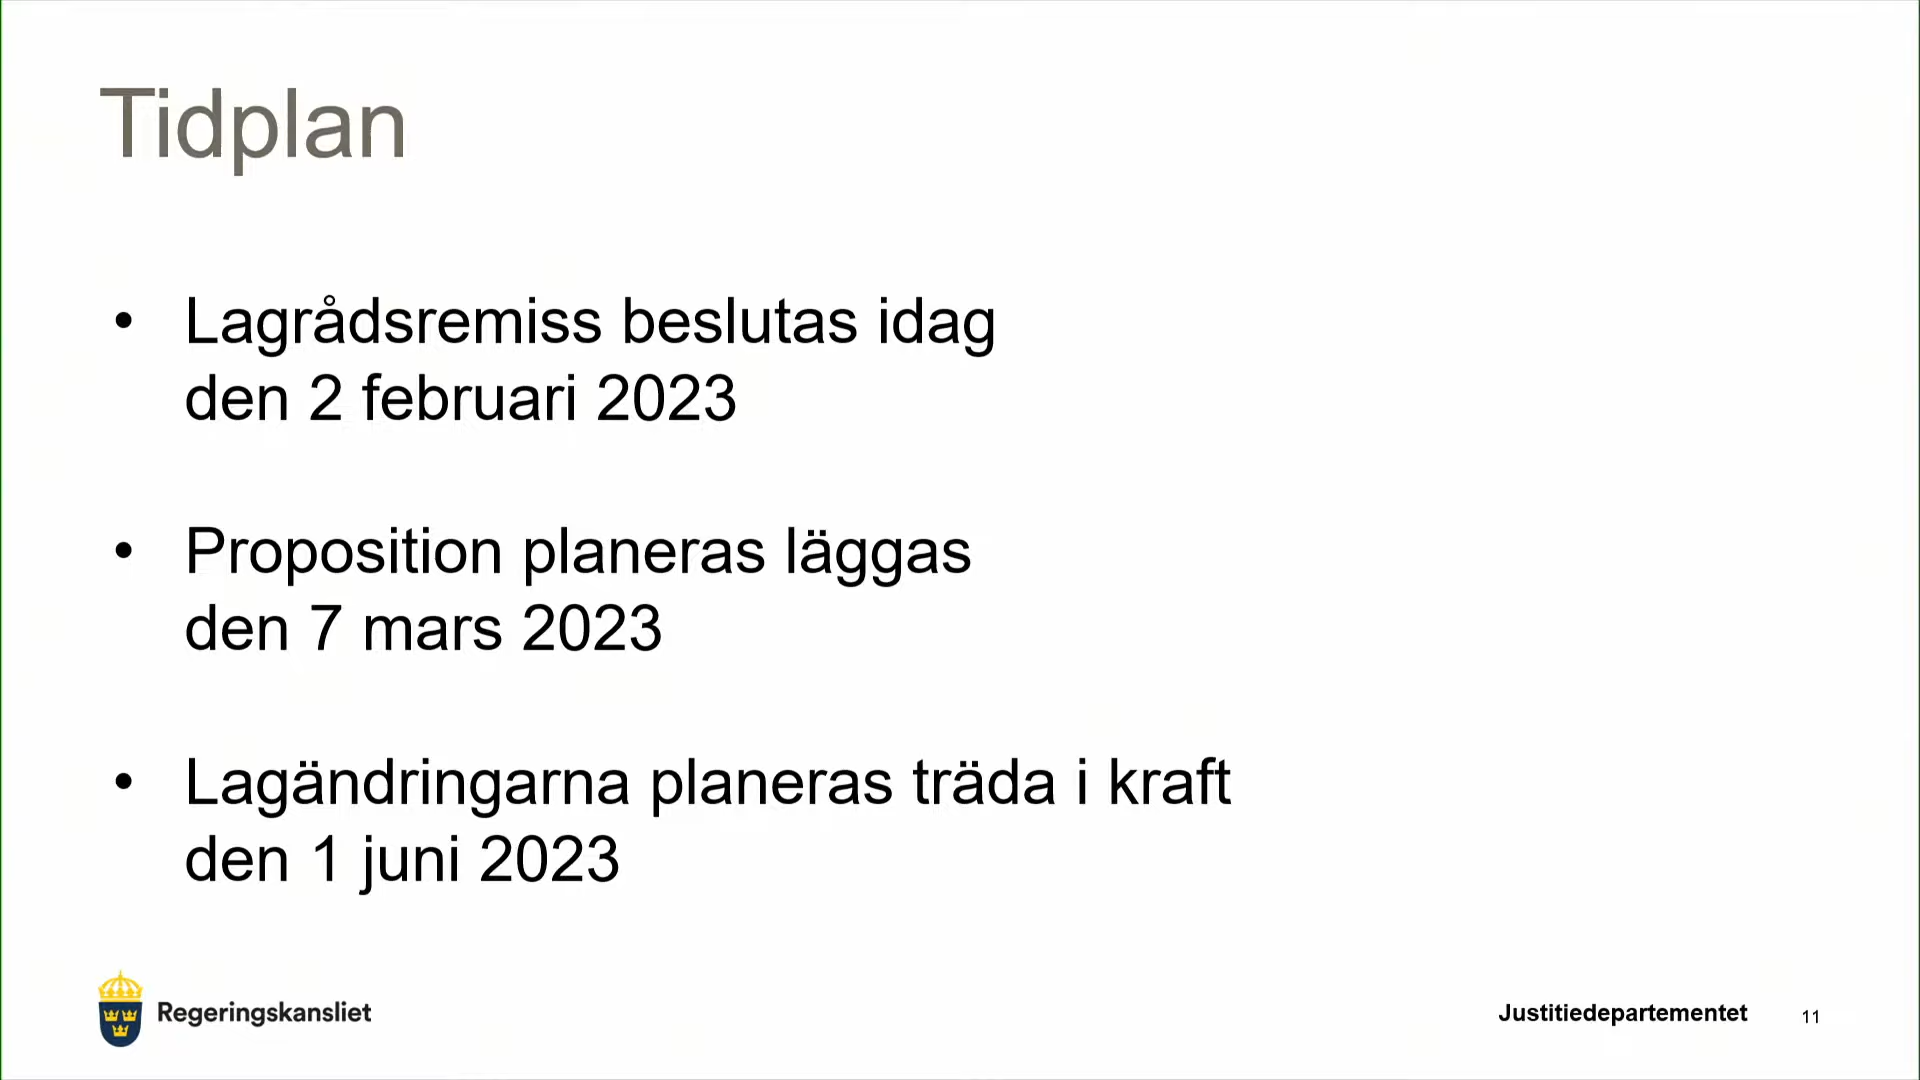 Tidplan
• Lagrådsremiss beslutas idag
den 2 februari 2023
• Proposition planeras läggas
den 7 mars 2023
• Lagändringarna planeras träda i kraft
den 1 juni 2023
Regeringskansliet
Justitiedepartementet
11